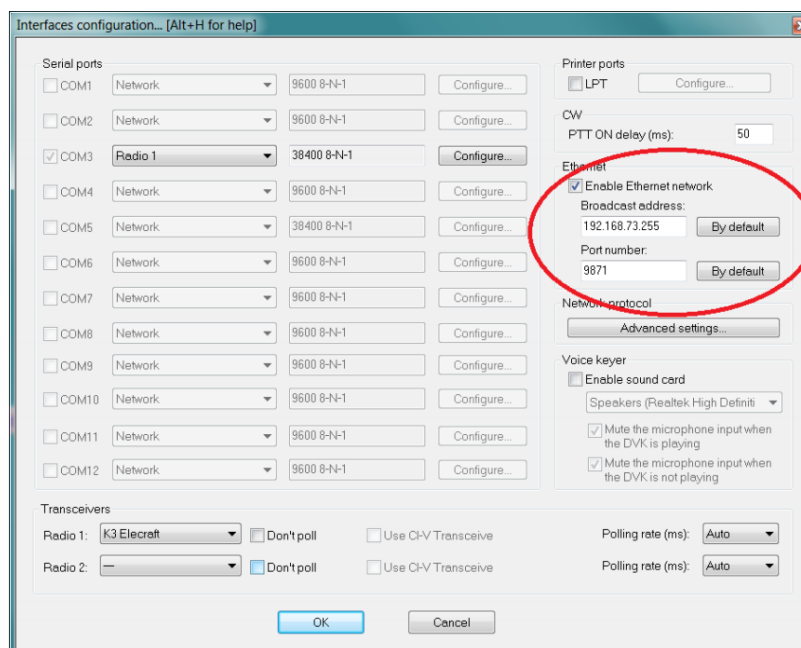 Interfaces configuration... [Alt+H for help]
Serial ports
COM1 Network 9600 8-N-1 Configure...
COM2 Network 9600 8-N-1 Configure...
COM3 Radio 1 38400 8-N-1 Configure...
COM4 Network 9600 8-N-1 Configure...
COM5 Network 38400 8-N-1 Configure...
COM6 Network 9600 8-N-1 Configure...
COM7 Network 9600 8-N-1 Configure...
COM8 Network 9600 8-N-1 Configure...
COM9 Network 9600 8-N-1 Configure...
COM10 Network 9600 8-N-1 Configure...
COM11 Network 9600 8-N-1 Configure...
COM12 Network 9600 8-N-1 Configure...
Printer ports
LPT Configure...
CW
PTT ON delay (ms): 50
Ethernet
Enable Ethernet network
Broadcast address:
192.168.73.255 By default
Port number:
9871 By default
Network protocol
Advanced settings...
Voice keyer
Enable sound card
Speakers (Realtek High Definiti
Mute the microphone input when
the DVK is playing
Mute the microphone input when
the DVK is not playing
Transceivers
Radio 1: K3 Elecraft Don't poll Use CI-V Transceive Polling rate (ms): Auto
Radio 2: — Don't poll Use CI-V Transceive Polling rate (ms): Auto
OK Cancel